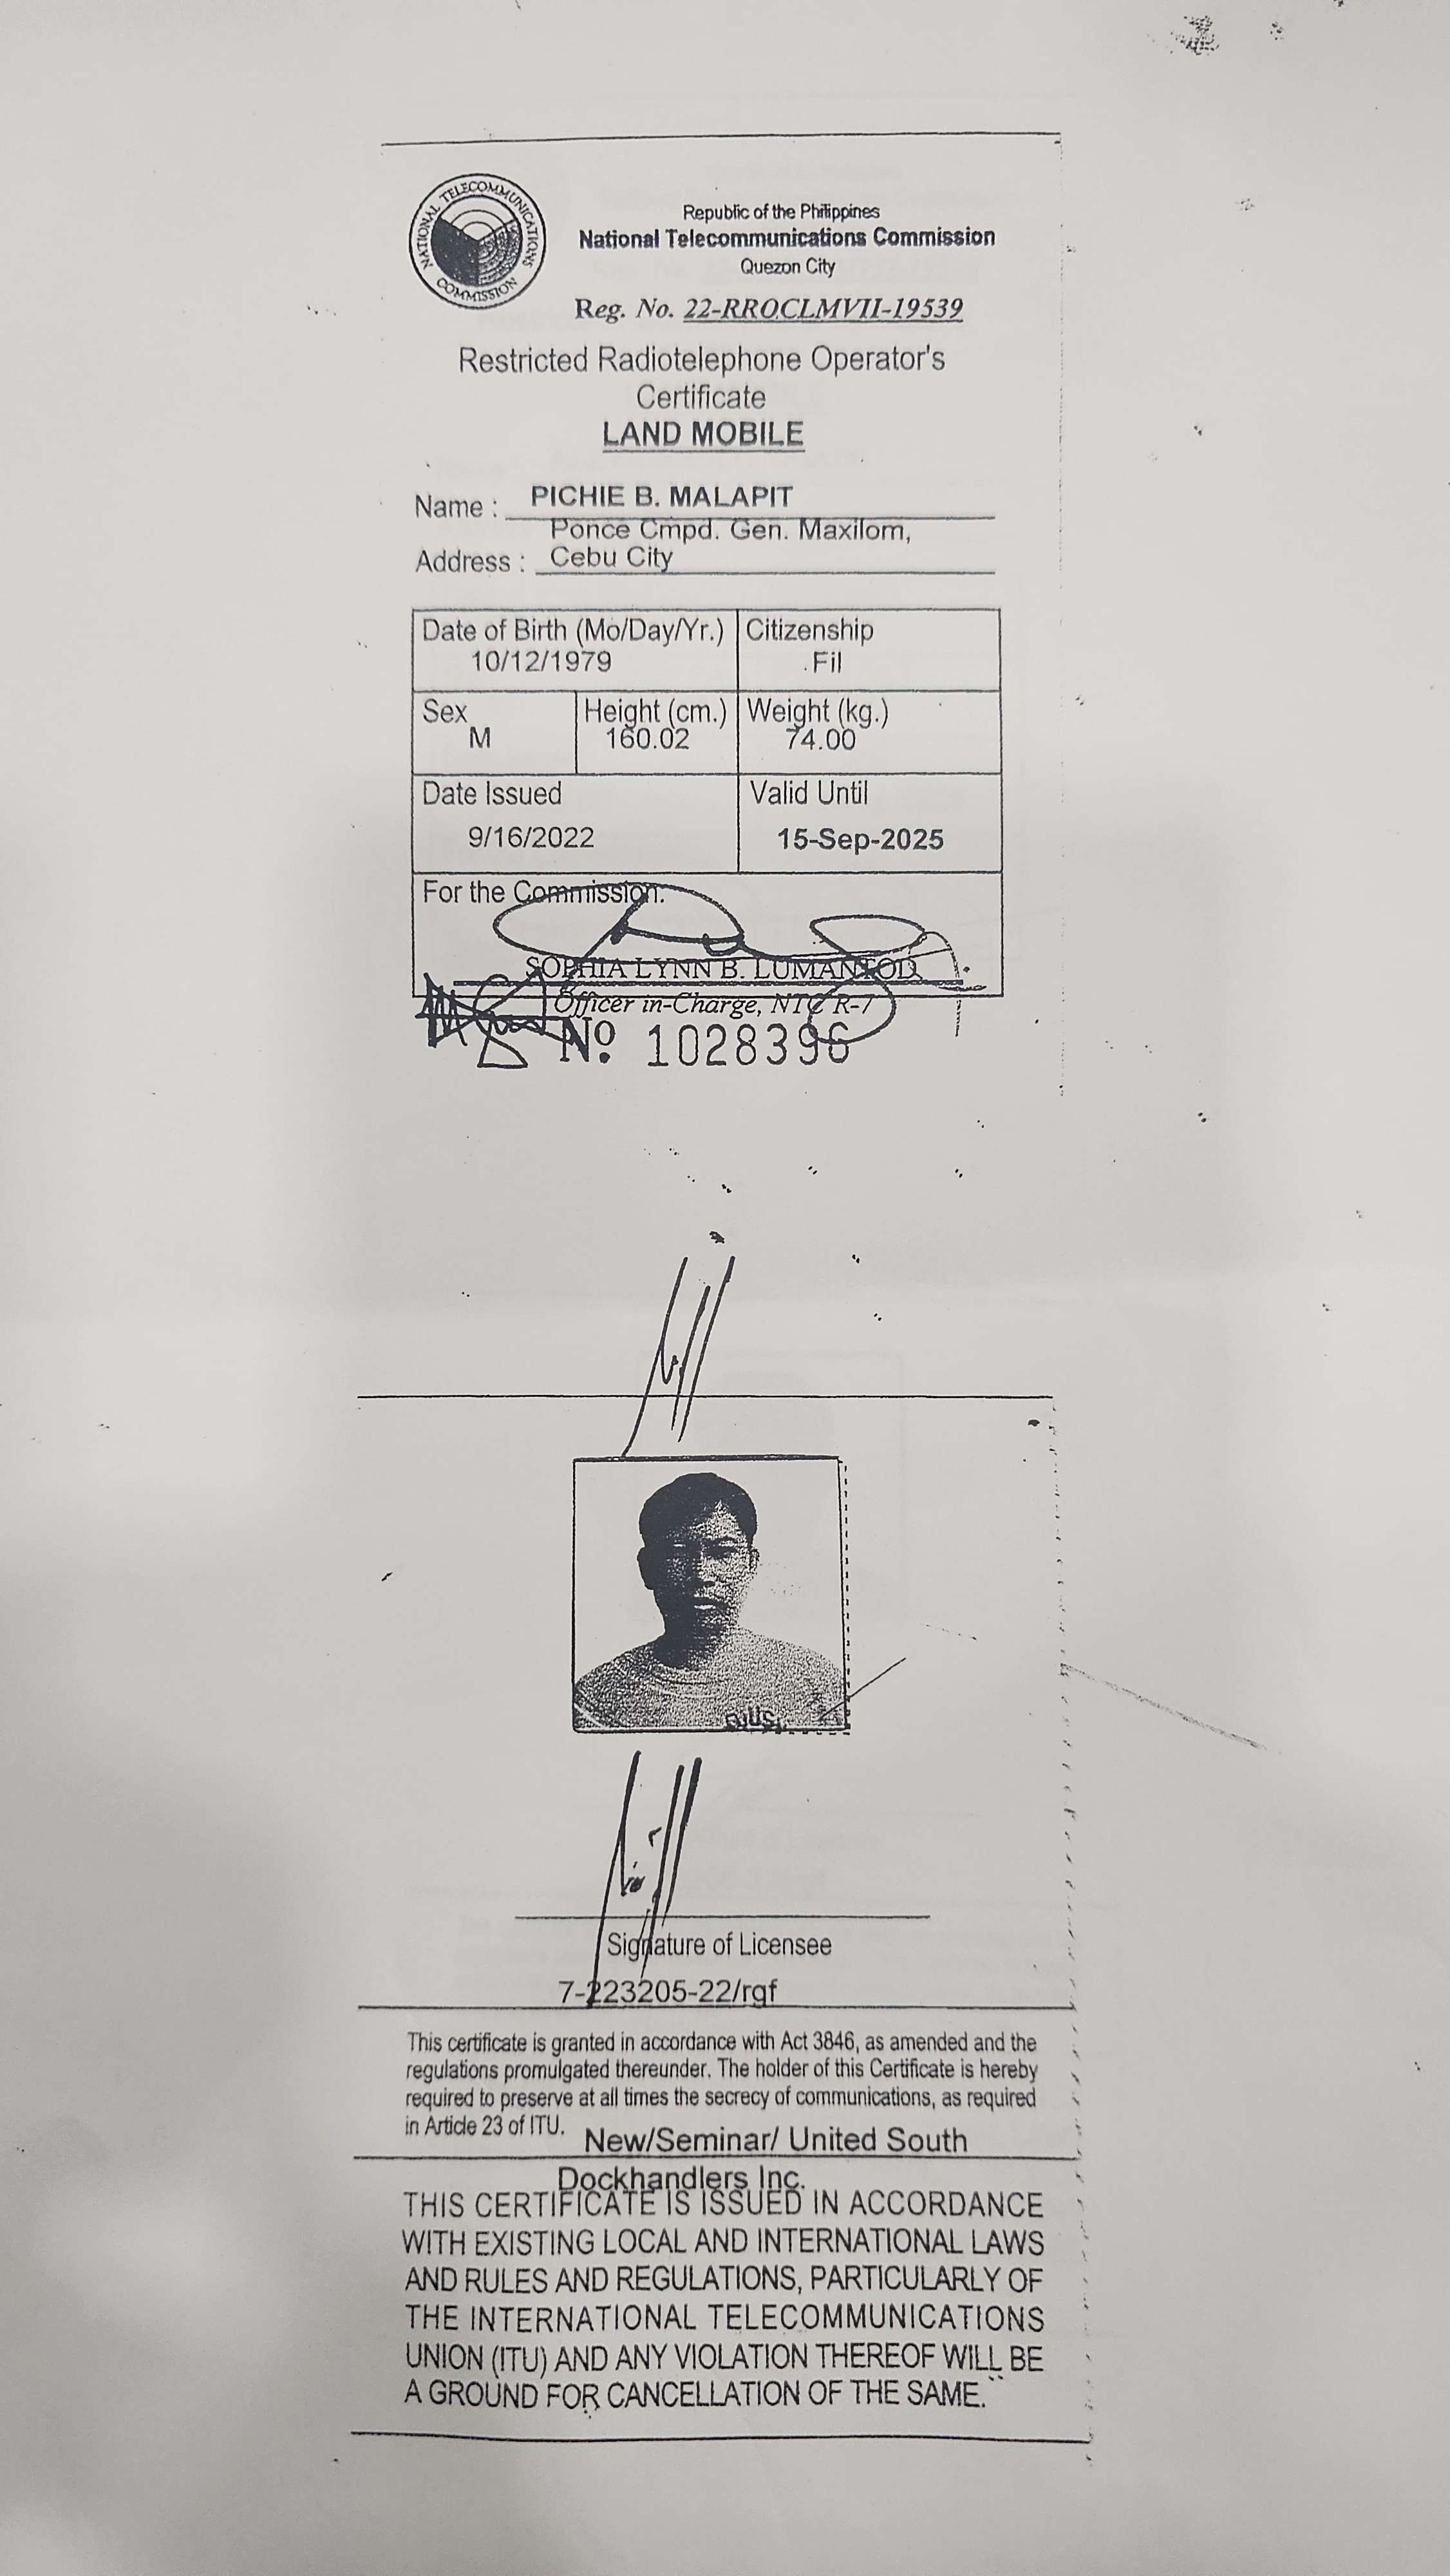 NATIONAL TELECOMMUNICATIONS COMMISSION
Republic of the Philippines
National Telecommunications Commission
Quezon City
Reg. No. 22-RROCLMVII-19539
Restricted Radiotelephone Operator's
Certificate
LAND MOBILE
Name : PICHIE B. MALAPIT
Ponce Cmpd. Gen. Maxilom,
Address : Cebu City
Date of Birth (Mo/Day/Yr.) Citizenship
10/12/1979 Fil
Sex Height (cm.) Weight (kg.)
M 160.02 74.00
Date Issued Valid Until
9/16/2022 15-Sep-2025
For the Commission:
SOPHIA LYNN B. LUMANTOD
Officer in-Charge, NTC R-7
№ 1028396
Signature of Licensee
7-223205-22/rgf
This certificate is granted in accordance with Act 3846, as amended and the
regulations promulgated thereunder. The holder of this Certificate is hereby
required to preserve at all times the secrecy of communications, as required
in Article 23 of ITU.
New/Seminar/ United South
Dockhandlers Inc.
THIS CERTIFICATE IS ISSUED IN ACCORDANCE
WITH EXISTING LOCAL AND INTERNATIONAL LAWS
AND RULES AND REGULATIONS, PARTICULARLY OF
THE INTERNATIONAL TELECOMMUNICATIONS
UNION (ITU) AND ANY VIOLATION THEREOF WILL BE
A GROUND FOR CANCELLATION OF THE SAME.